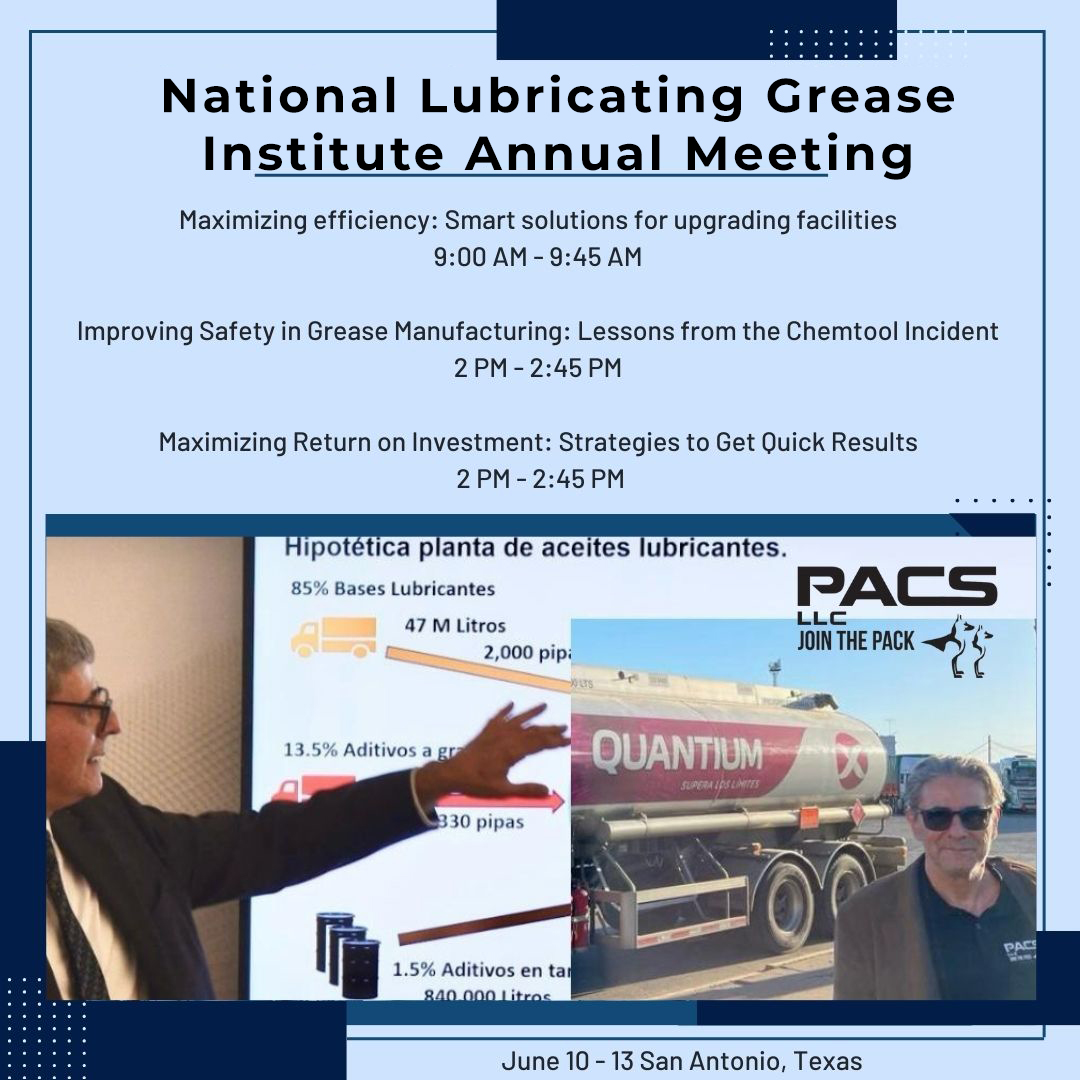 National Lubricating Grease
Institute Annual Meeting
Maximizing efficiency: Smart solutions for upgrading facilities
9:00 AM - 9:45 AM
Improving Safety in Grease Manufacturing: Lessons from the Chemtool Incident
2 PM - 2:45 PM
Maximizing Return on Investment: Strategies to Get Quick Results
2 PM - 2:45 PM
Hipotética planta de aceites lubricantes.
85% Bases Lubricantes
47 M Litros
2,000 pipa
13.5% Aditivos a gra
330 pipas
1.5% Aditivos en tan
840,000 Litros
PACS
LLC
JOIN THE PACK
QUANTIUM
SUPERA LOS LÍMITES
PACS
June 10 - 13 San Antonio, Texas